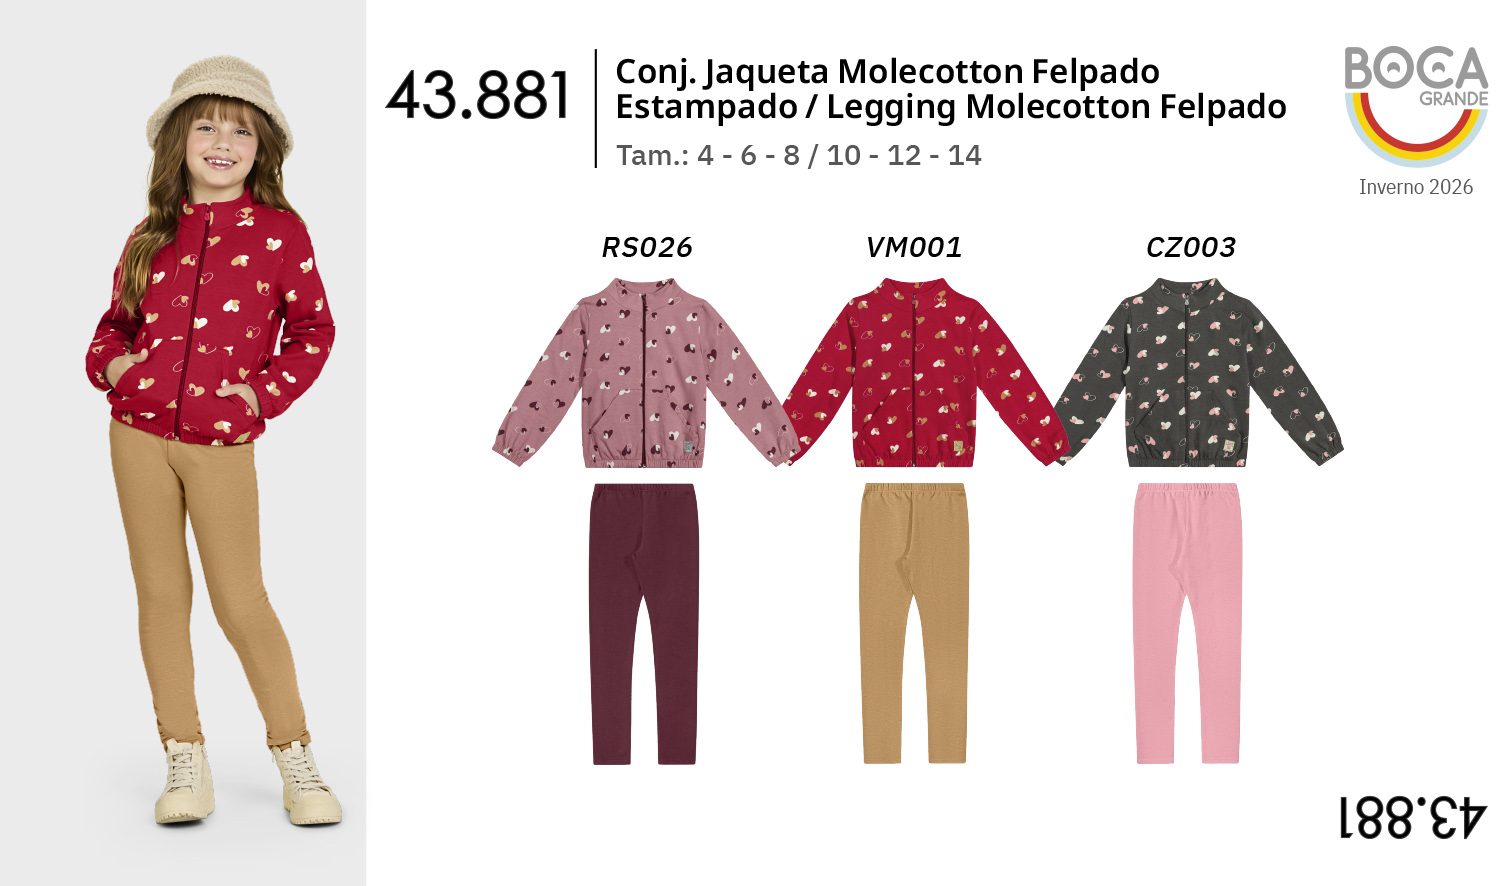 43.881
Conj. Jaqueta Molecotton Felpado
Estampado / Legging Molecotton Felpado
Tam.: 4 - 6 - 8 / 10 - 12 - 14
BOCA
GRANDE
Inverno 2026
RS026
VM001
CZ003
43.881